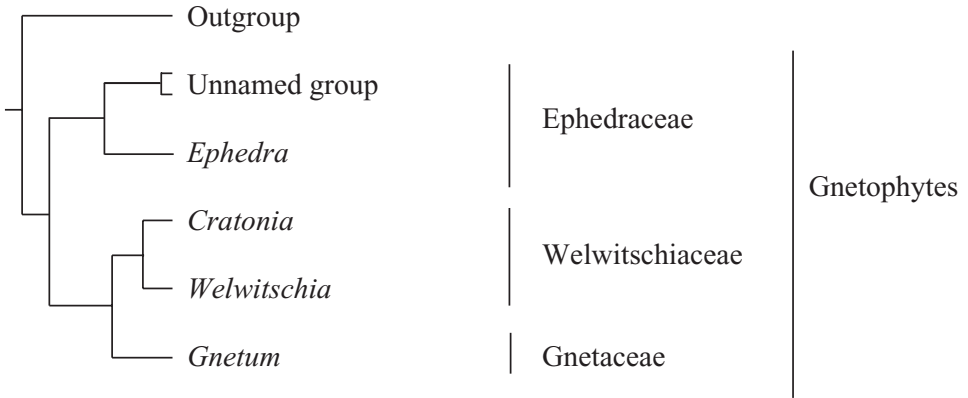 Outgroup
Unnamed group
Ephedraceae
Ephedra
Gnetophytes
Cratonia
Welwitschiaceae
Welwitschia
Gnetum
Gnetaceae